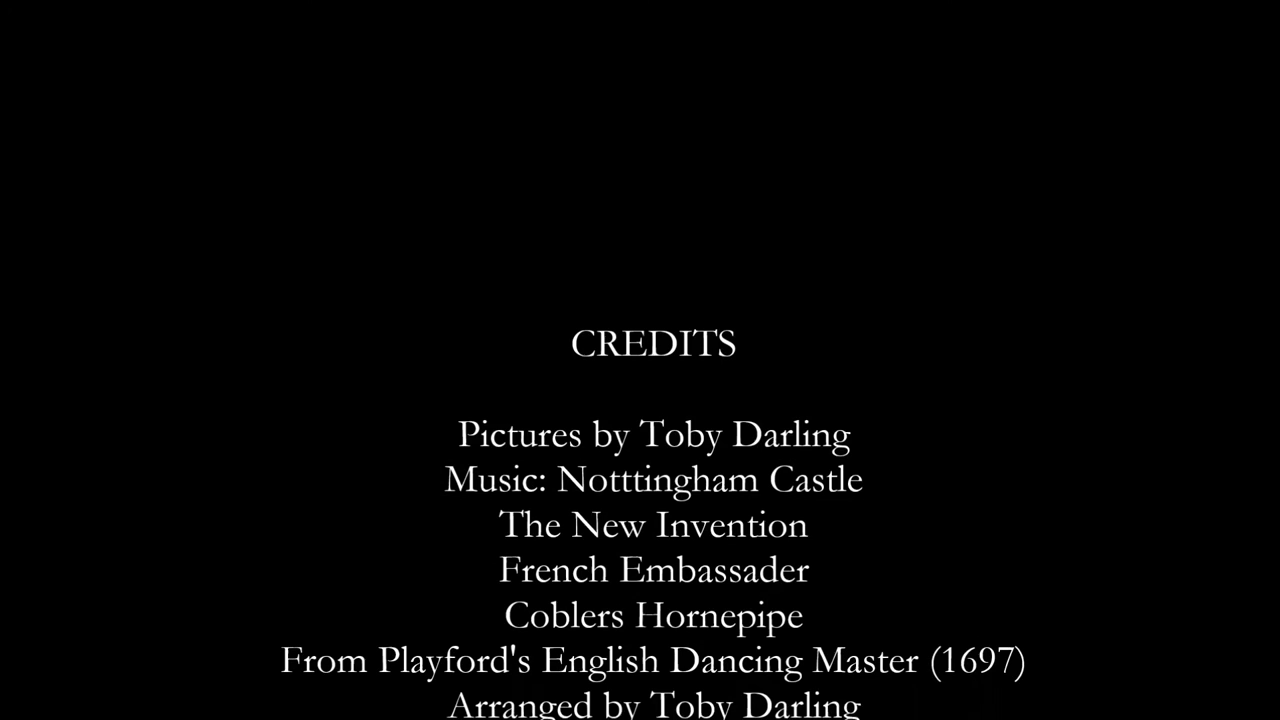 CREDITS
Pictures by Toby Darling
Music: Notttingham Castle
The New Invention
French Embassader
Coblers Hornepipe
From Playford's English Dancing Master (1697)
Arranged by Toby Darling